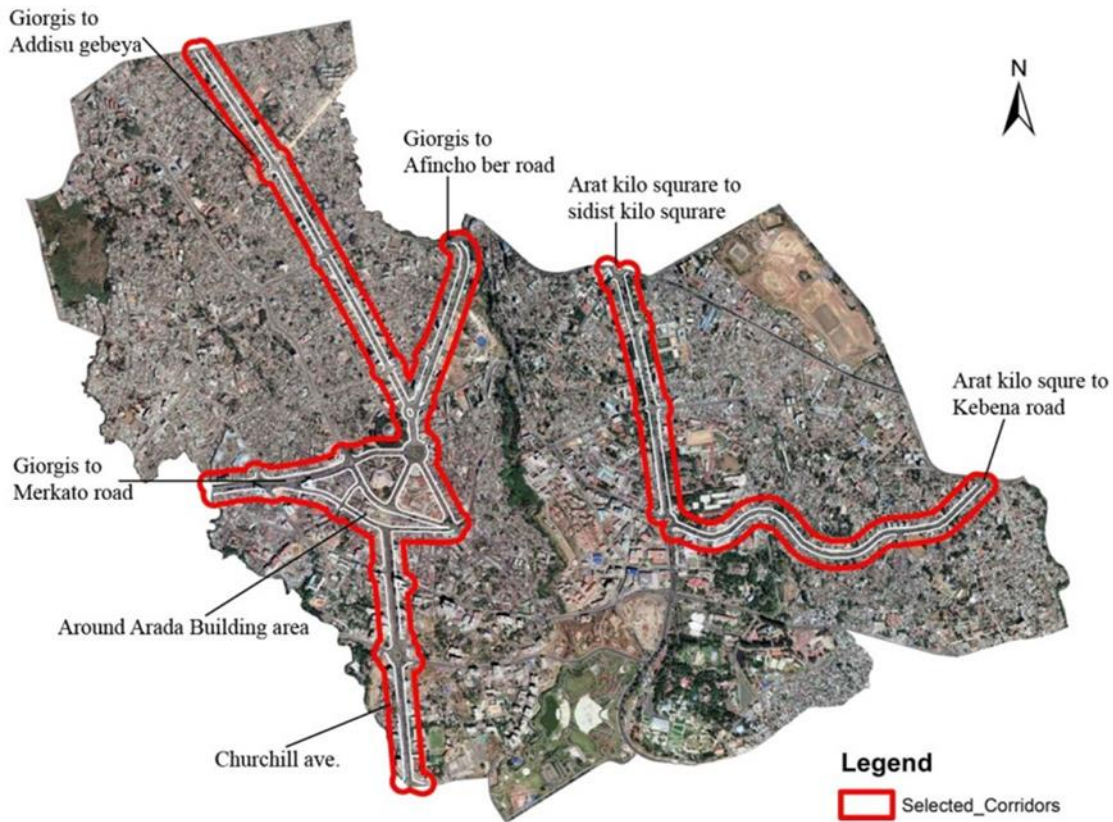 Giorgis to
Addisu gebeya
N
Giorgis to
Afincho ber road
Arat kilo squrare to
sidist kilo squrare
Arat kilo squre to
Kebena road
Giorgis to
Merkato road
Around Arada Building area
Churchill ave.
Legend
Selected_Corridors